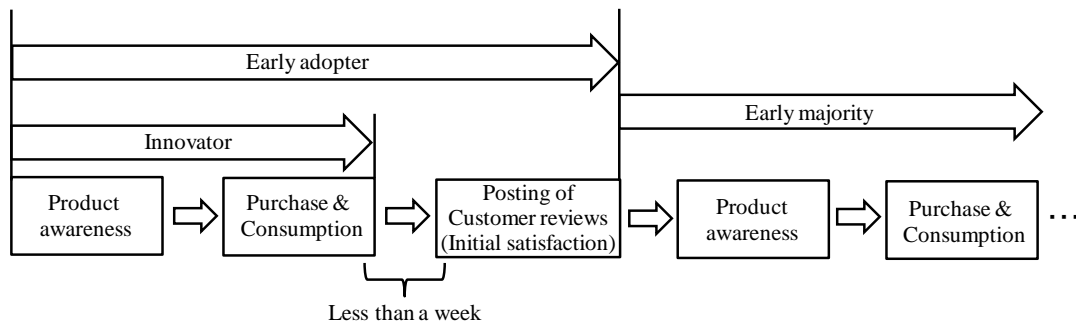 Early adopter
Early majority
Innovator
Product
awareness
Purchase &
Consumption
Posting of
Customer reviews
(Initial satisfaction)
Product
awareness
Purchase &
Consumption
...
Less than a week